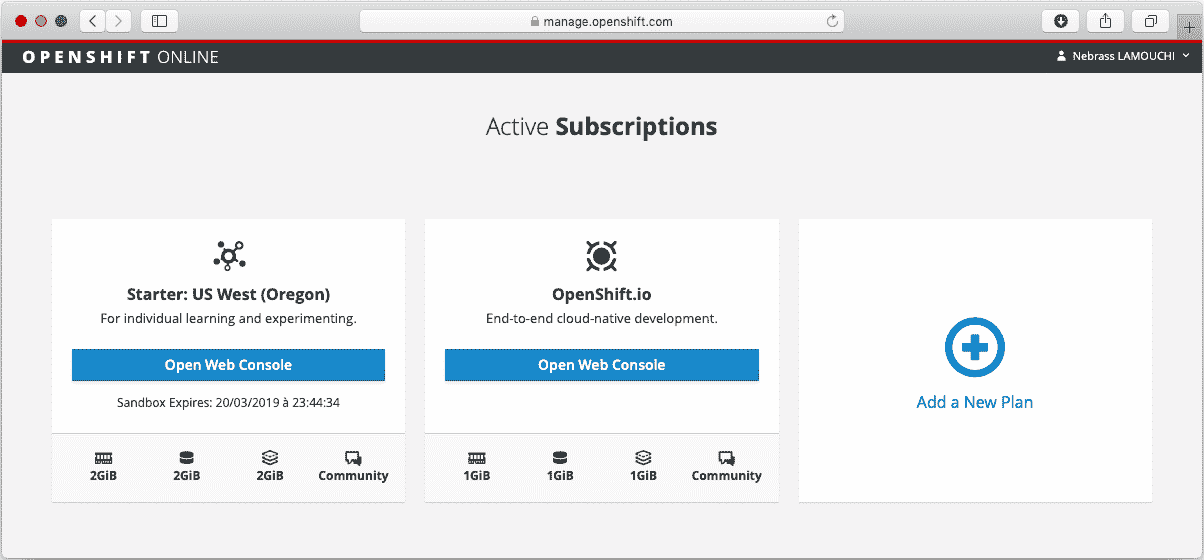 manage.openshift.com
OPENSHIFT ONLINE
Nebrass LAMOUCHI
Active Subscriptions
Starter: US West (Oregon)
For individual learning and experimenting.
Open Web Console
Sandbox Expires: 20/03/2019 à 23:44:34
2GiB 2GiB 2GiB Community
OpenShift.io
End-to-end cloud-native development.
Open Web Console
1GiB 1GiB 1GiB Community
Add a New Plan